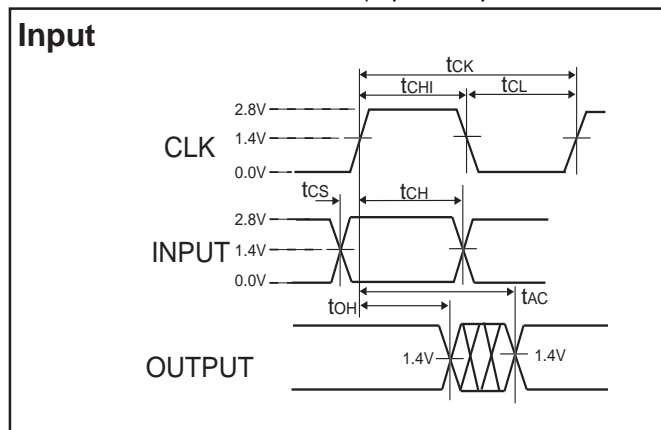 Input
tCK
tCHI tCL
2.8V
CLK 1.4V
0.0V
tCS tCH
2.8V
INPUT 1.4V
0.0V
tOH tAC
1.4V 1.4V
OUTPUT